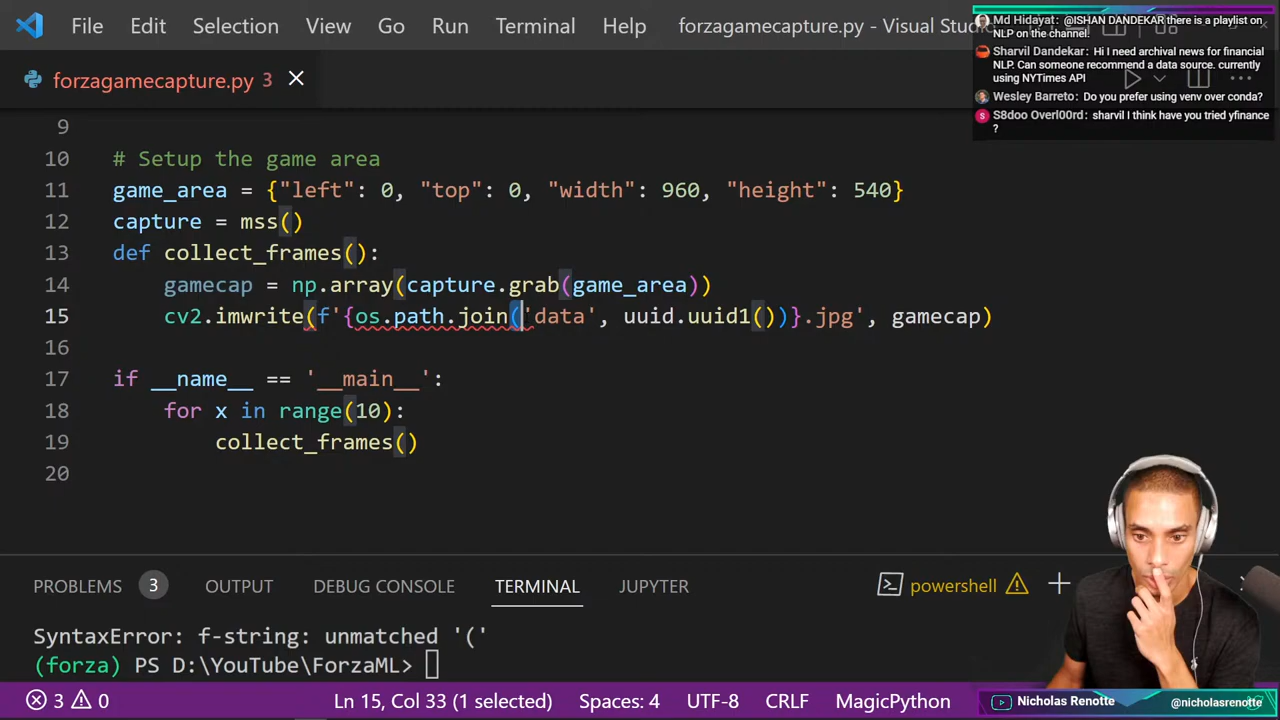 File Edit Selection View Go Run Terminal Help forzagamecapture.py - Visual Studi
Md Hidayat: @ISHAN DANDEKAR there is a playlist on
NLP on the channel
Sharvil Dandekar: Hi I need archival news for financial
NLP. Can someone recommend a data source. currently
using NYTimes API
Wesley Barreto: Do you prefer using venv over conda?
S8doo Overl00rd: sharvil I think have you tried yfinance
?
forzagamecapture.py 3
9
10 # Setup the game area
11 game_area = {"left": 0, "top": 0, "width": 960, "height": 540}
12 capture = mss()
13 def collect_frames():
14 gamecap = np.array(capture.grab(game_area))
15 cv2.imwrite(f'{os.path.join('data', uuid.uuid1())}.jpg', gamecap)
16
17 if __name__ == '__main__':
18 for x in range(10):
19 collect_frames()
20
PROBLEMS 3 OUTPUT DEBUG CONSOLE TERMINAL JUPYTER powershell
SyntaxError: f-string: unmatched '('
(forza) PS D:\YouTube\ForzaML>
3 0 Ln 15, Col 33 (1 selected) Spaces: 4 UTF-8 CRLF MagicPython
Nicholas Renotte @nicholasrenotte